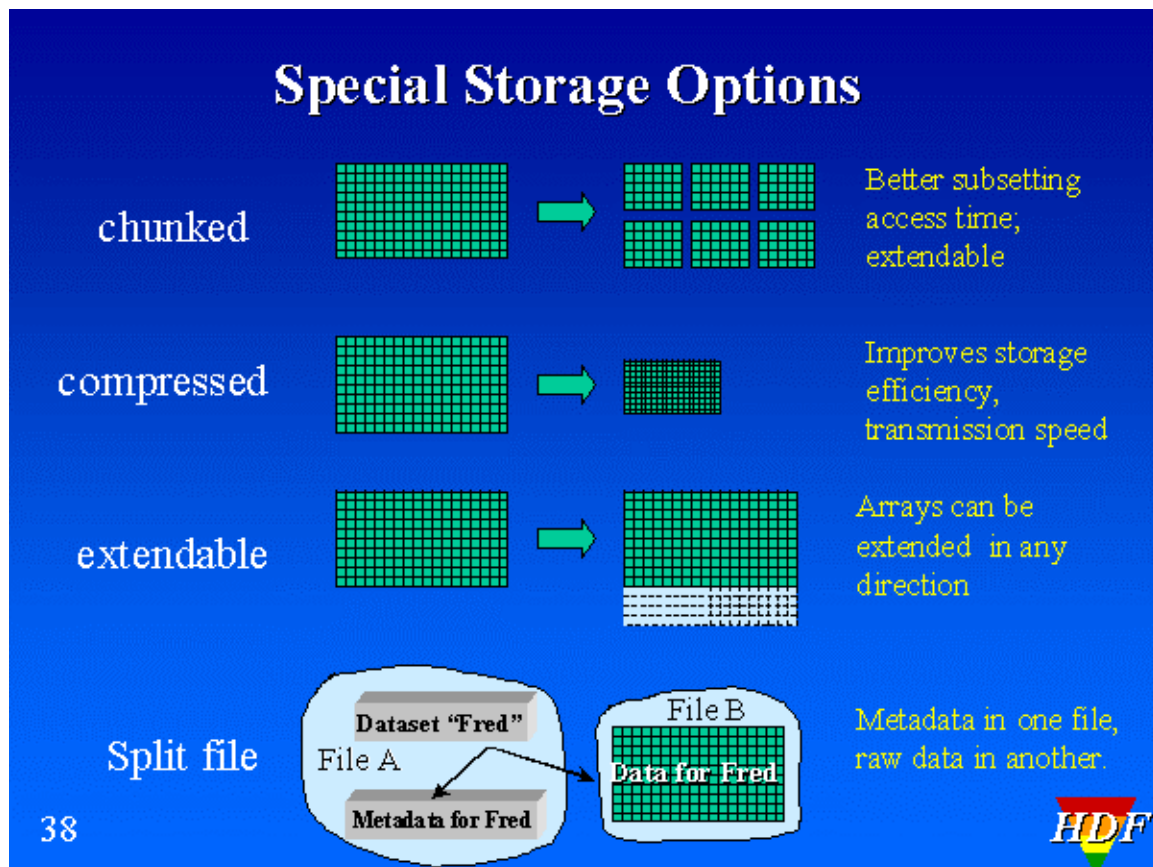 Special Storage Options
chunked
Better subsetting
access time;
extendable
compressed
Improves storage
efficiency,
transmission speed
extendable
Arrays can be
extended in any
direction
Split file
Dataset “Fred”
File A
Metadata for Fred
File B
Data for Fred
Metadata in one file,
raw data in another.
38
HDF